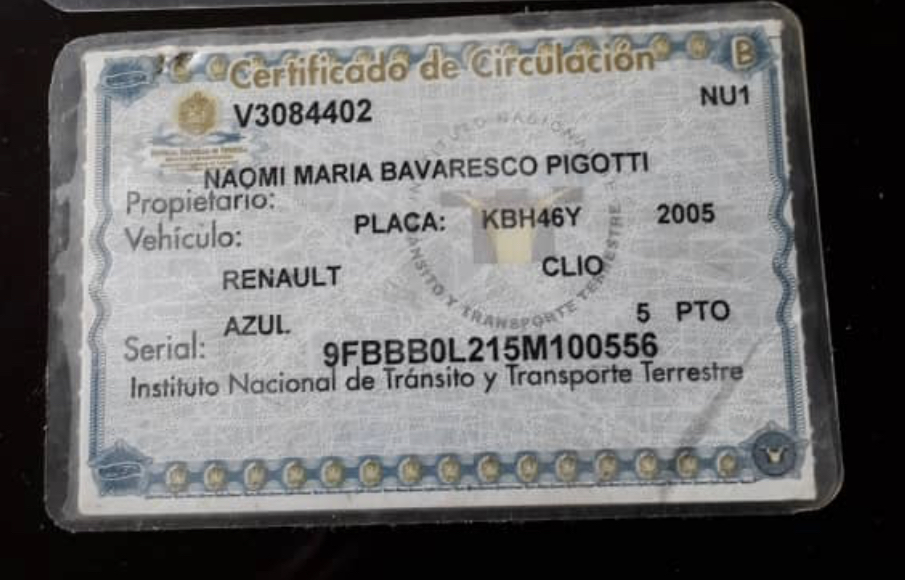 Certificado de Circulación B
V3084402 NU1
NAOMI MARIA BAVARESCO PIGOTTI
Propietario:
Vehículo: PLACA: KBH46Y 2005
RENAULT CLIO
AZUL 5 PTO
Serial: 9FBBB0L215M100556
Instituto Nacional de Tránsito y Transporte Terrestre
INSTITUTO NACIONAL DE TRANSITO Y TRANSPORTE TERRESTRE